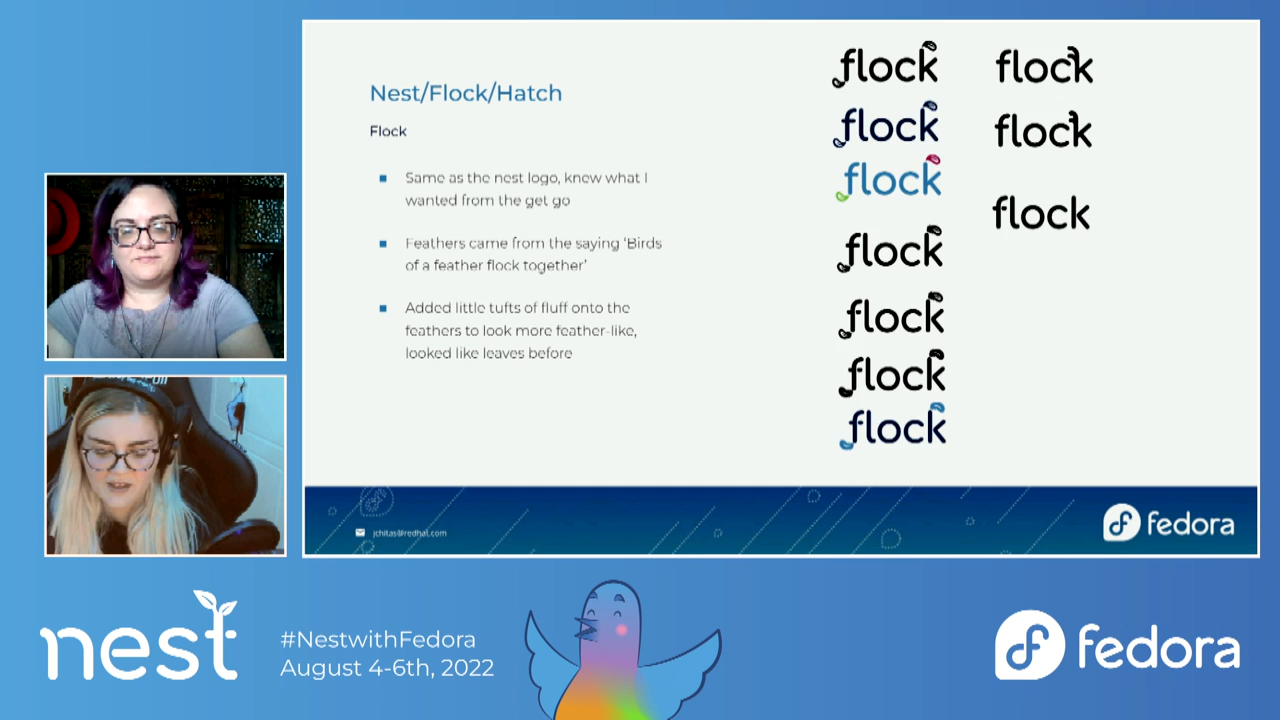 Nest/Flock/Hatch
Flock
Same as the nest logo, knew what I
wanted from the get go
Feathers came from the saying ‘Birds
of a feather flock together’
Added little tufts of fluff onto the
feathers to look more feather-like,
looked like leaves before
flock
flock
flock
flock
flock
flock
flock
flock
flock
flock
jchitas@redhat.com
fedora
nest
#NestwithFedora
August 4-6th, 2022
fedora